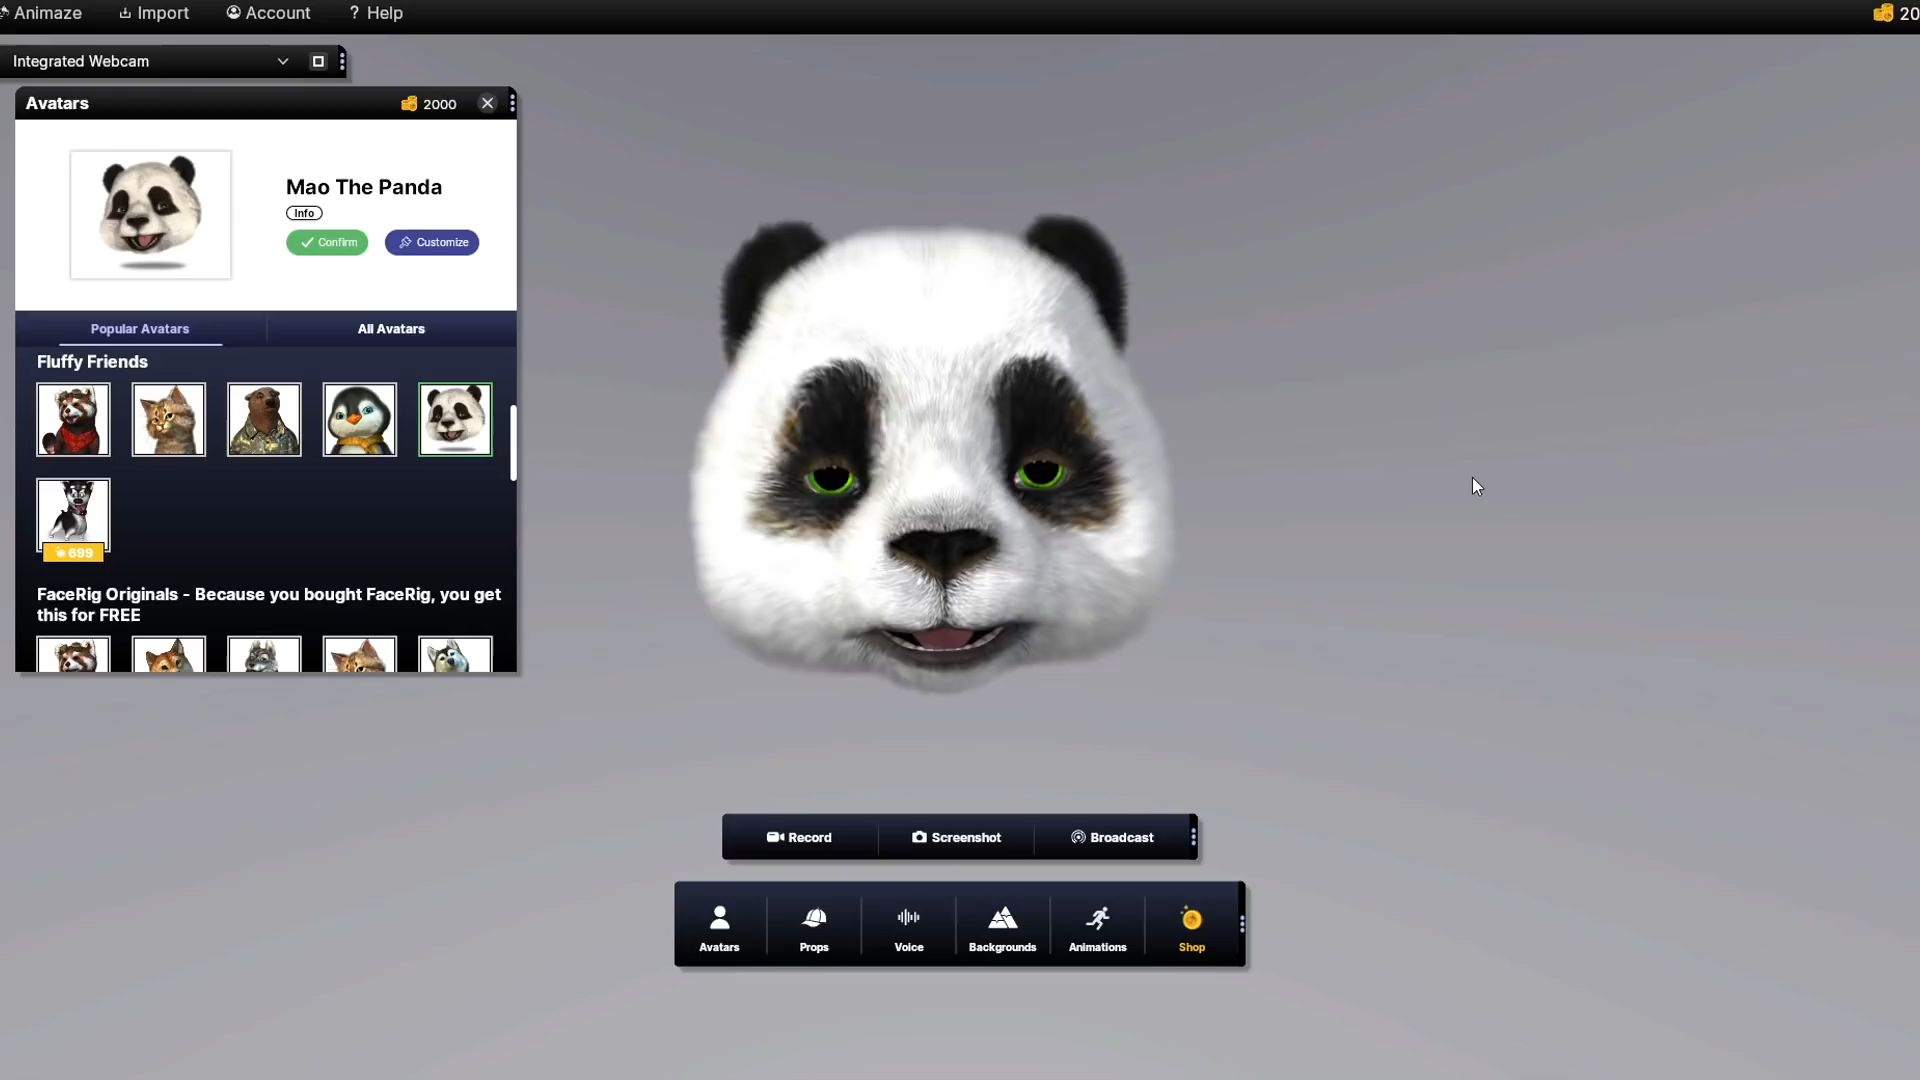 Animaze
Import
Account
? Help
20
Integrated Webcam
Avatars
2000
Mao The Panda
Info
Confirm
Customize
Popular Avatars
All Avatars
Fluffy Friends
699
FaceRig Originals - Because you bought FaceRig, you get
this for FREE
Record
Screenshot
Broadcast
Avatars
Props
Voice
Backgrounds
Animations
Shop